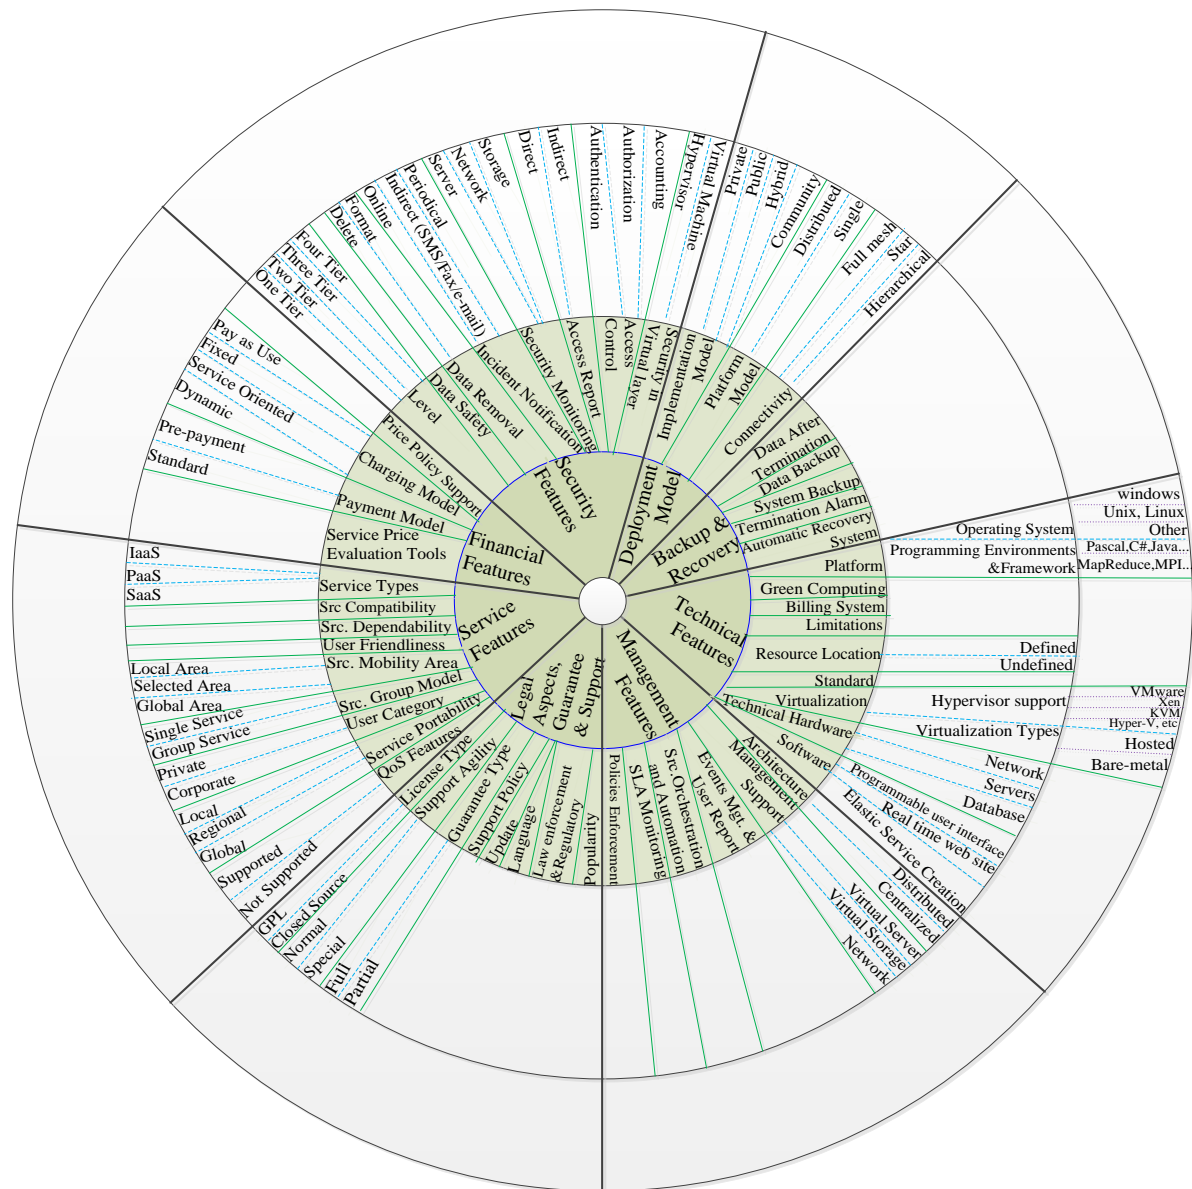 Security
Features
Access
Control
Authentication
Authorization
Accounting
Security in
Virtual layer
Hypervisor
Virtual Machine
Access Report
Direct
Indirect
Security Monitoring
Server
Network
Storage
Incident Notification
Online
Indirect (SMS/Fax/e-mail)
Periodical
Data Removal
Format
Delete
Data Safety
Level
Four Tier
Three Tier
Two Tier
One Tier
Deployment
Model
Implementation
Model
Private
Public
Hybrid
Community
Platform
Model
Distributed
Single
Connectivity
Full mesh
Star
Hierarchical
Backup &
Recovery
Data After
Termination
Data Backup
System Backup
Termination Alarm
Automatic Recovery
System
Technical
Features
Platform
Operating System
windows
Unix, Linux
Other
Programming Environments
&Framework
Pascal,C#,Java...
MapReduce,MPI...
Green Computing
Billing System
Limitations
Resource Location
Defined
Undefined
Standard
Virtualization
Hypervisor support
VMware
Xen
KVM
Hyper-V, etc
Virtualization Types
Hosted
Bare-metal
Technical Hardware
Network
Servers
Database
Software
Programmable user interface
Real time web site
Elastic Service Creation
Management
Features
Architecture
Distributed
Centralized
Management
Support
Virtual Server
Virtual Storage
Network
Events Mgt. &
User Report
Src.Orchestration
and Automation
SLA Monitoring
Policies Enforcement
Legal
Aspects,
Guarantee
& Support
Popularity
Law enforcement
&Regulatory
Language
Update
Support Policy
Guarantee Type
Full
Partial
Support Agility
Normal
Special
License Type
GPL
Closed Source
Service
Features
Service Types
IaaS
PaaS
SaaS
Src Compatibility
Src. Dependability
User Friendliness
Src. Mobility Area
Local Area
Selected Area
Global Area
Src. Group Model
Single Service
Group Service
User Category
Private
Corporate
Service Portability
Local
Regional
Global
QoS Features
Supported
Not Supported
Financial
Features
Price Policy Support
Pay as Use
Fixed
Service Oriented
Dynamic
Charging Model
Pre-payment
Standard
Payment Model
Service Price
Evaluation Tools